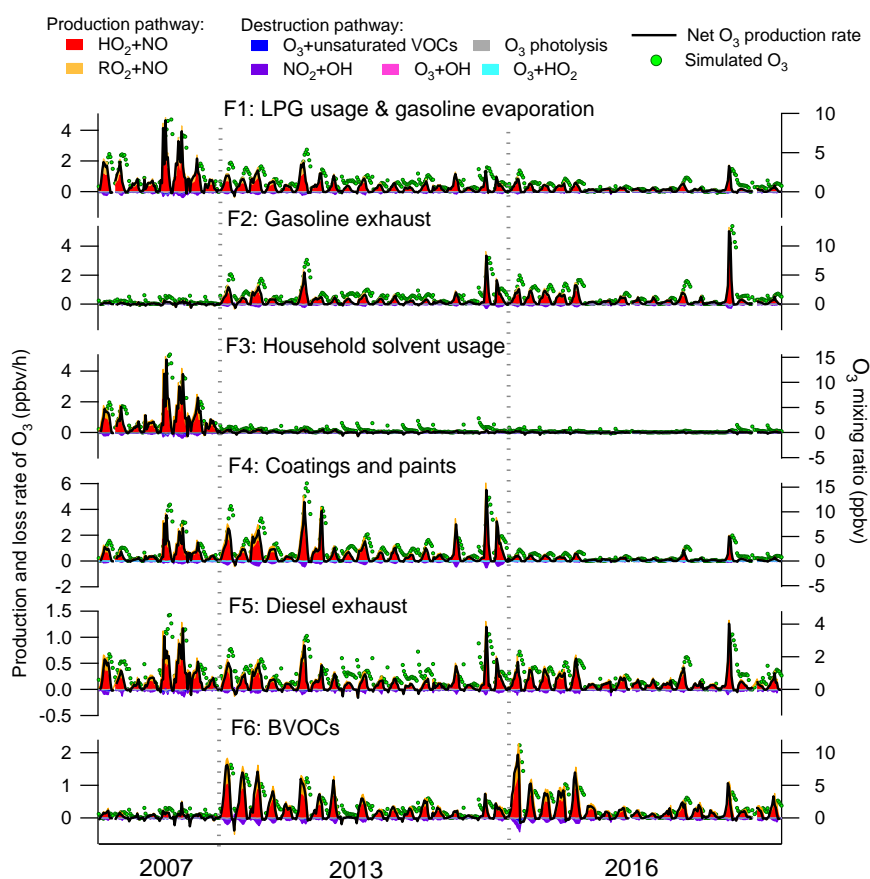 Production pathway:
HO2+NO
RO2+NO
Destruction pathway:
O3+unsaturated VOCs
O3 photolysis
NO2+OH
O3+OH
O3+HO2
Net O3 production rate
Simulated O3
F1: LPG usage & gasoline evaporation
4
2
0
10
5
0
F2: Gasoline exhaust
4
2
0
10
5
0
F3: Household solvent usage
4
2
0
15
10
5
0
-5
F4: Coatings and paints
6
4
2
0
-2
15
10
5
0
-5
F5: Diesel exhaust
1.5
1.0
0.5
0.0
-0.5
4
2
0
F6: BVOCs
2
1
0
10
5
0
Production and loss rate of O3 (ppbv/h)
O3 mixing ratio (ppbv)
2007
2013
2016